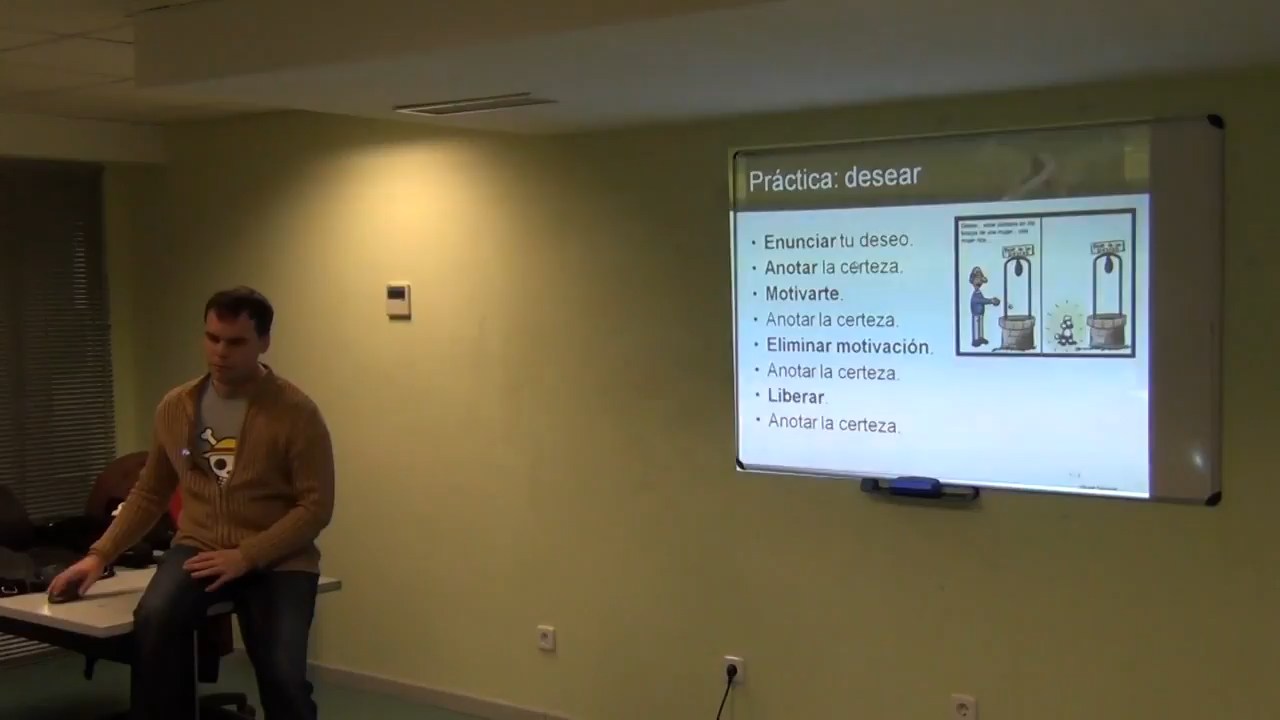 Práctica: desear
• Enunciar tu deseo.
• Anotar la certeza.
• Motivarte.
• Anotar la certeza.
• Eliminar motivación.
• Anotar la certeza.
• Liberar.
• Anotar la certeza.